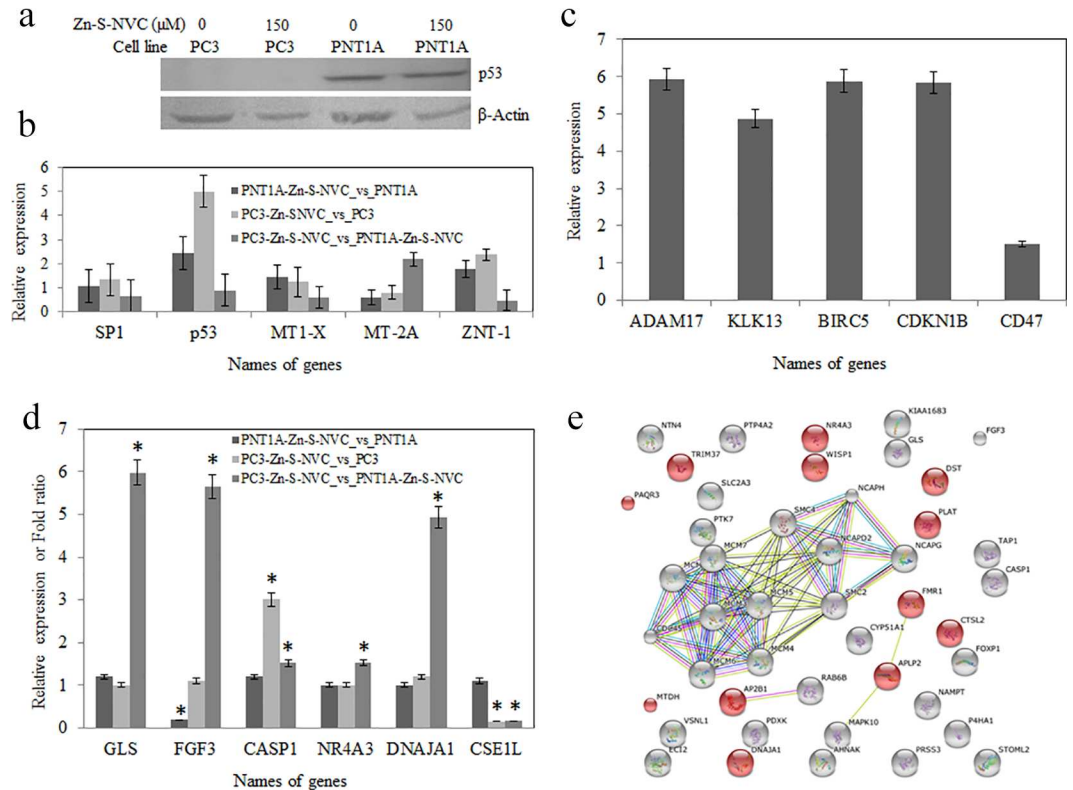 a
Zn-S-NVC (µM) 0 150 0 150
Cell line PC3 PC3 PNT1A PNT1A
p53
β-Actin
b
Relative expression
6
5
4
3
2
1
0
PNT1A-Zn-S-NVC_vs_PNT1A
PC3-Zn-SNVC_vs_PC3
PC3-Zn-S-NVC_vs_PNT1A-Zn-S-NVC
SP1 p53 MT1-X MT-2A ZNT-1
Names of genes
c
Relative expression
7
6
5
4
3
2
1
0
ADAM17 KLK13 BIRC5 CDKN1B CD47
Names of genes
d
Relative expression or Fold ratio
7
6
5
4
3
2
1
0
PNT1A-Zn-S-NVC_vs_PNT1A
PC3-Zn-S-NVC_vs_PC3
PC3-Zn-S-NVC_vs_PNT1A-Zn-S-NVC
* * * * * * * * *
GLS FGF3 CASP1 NR4A3 DNAJA1 CSE1L
Names of genes
e
NTN4
PTP4A2
NR4A3
KIAA1683
FGF3
GLS
TRIM37
WISP1
DST
PAQR3
SLC2A3
NCAPH
PLAT
SMC4
PTK7
NCAPD2
NCAPG
TAP1
MCM7
CASP1
MCM5
SMC2
FMR1
CYP51A1
CTSL2
FOXP1
MCM6
MCM4
APLP2
RAB6B
NAMPT
AP2B1
MTDH
VSNL1
PDXK
MAPK10
P4HA1
ECI2
DNAJA1
AHNAK
PRSS3
STOML2